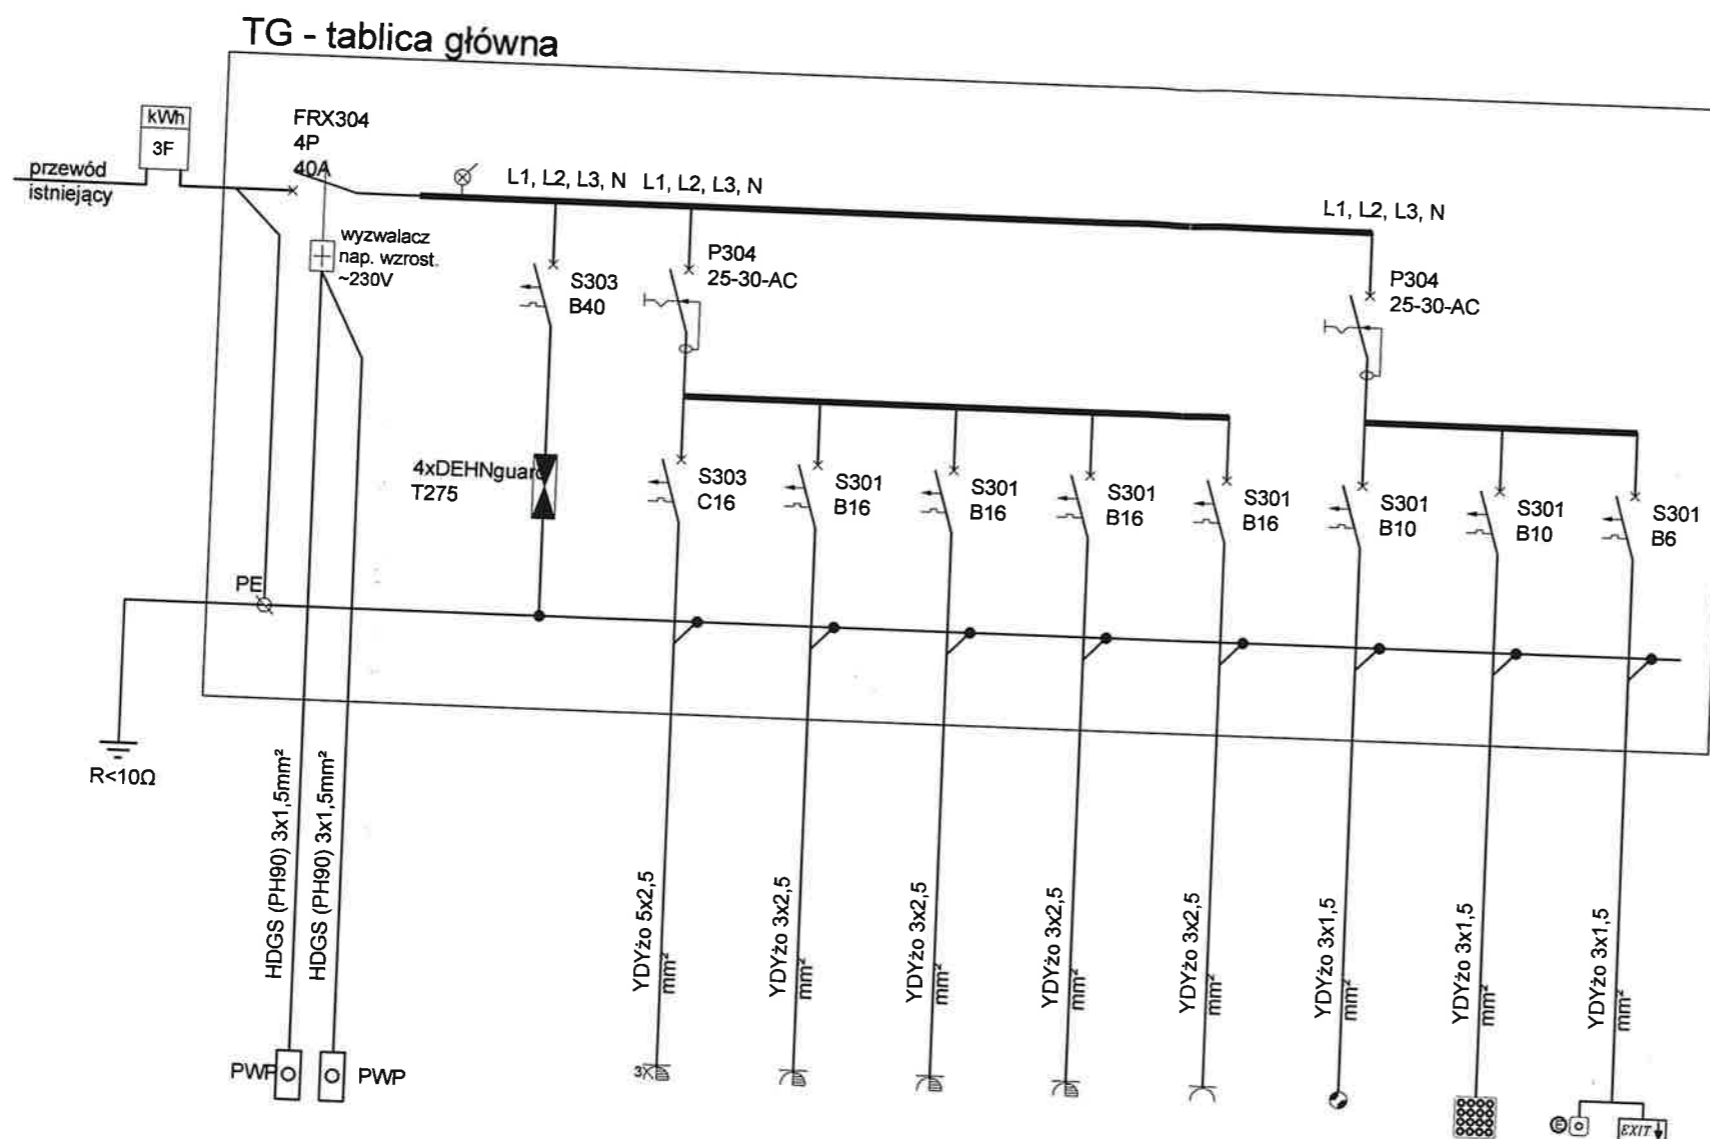 TG - tablica główna
kWh
3F
przewód
istniejący
FRX304
4P
40A
wyzwalacz
nap. wzrost.
~230V
L1, L2, L3, N
L1, L2, L3, N
L1, L2, L3, N
S303
B40
P304
25-30-AC
P304
25-30-AC
4xDEHNguard
T275
S303
C16
S301
B16
S301
B16
S301
B16
S301
B16
S301
B10
S301
B10
S301
B6
PE
R<10Ω
HDGS (PH90) 3x1,5mm²
HDGS (PH90) 3x1,5mm²
YDYżo 5x2,5
mm²
YDYżo 3x2,5
mm²
YDYżo 3x2,5
mm²
YDYżo 3x2,5
mm²
YDYżo 3x2,5
mm²
YDYżo 3x1,5
mm²
YDYżo 3x1,5
mm²
YDYżo 3x1,5
mm²
PWP
PWP
3X
E
EXIT